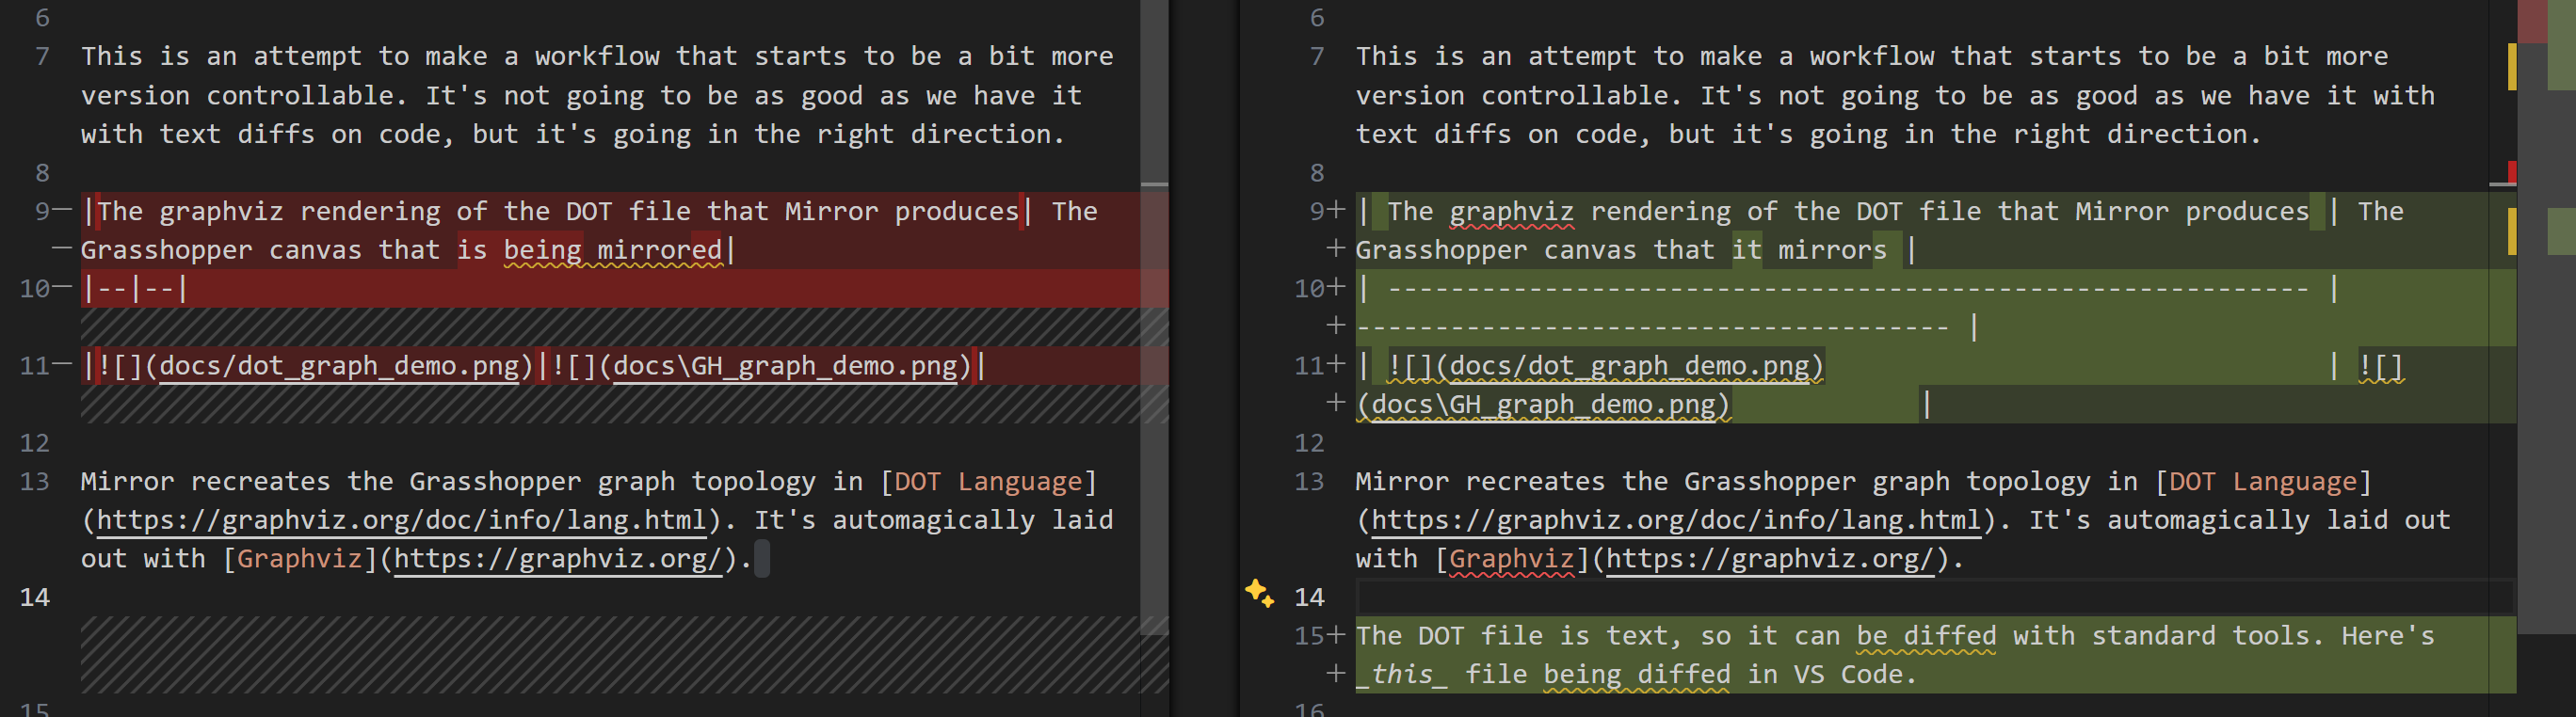 6
7 This is an attempt to make a workflow that starts to be a bit more
version controllable. It's not going to be as good as we have it
with text diffs on code, but it's going in the right direction.
8
9− |The graphviz rendering of the DOT file that Mirror produces| The
− Grasshopper canvas that is being mirrored|
10− |--|--|
11− |![](docs/dot_graph_demo.png)|![](docs\GH_graph_demo.png)|
12
13 Mirror recreates the Grasshopper graph topology in [DOT Language]
(https://graphviz.org/doc/info/lang.html). It's automagically laid
out with [Graphviz](https://graphviz.org/).
14
15
6
7 This is an attempt to make a workflow that starts to be a bit more
version controllable. It's not going to be as good as we have it with
text diffs on code, but it's going in the right direction.
8
9+ | The graphviz rendering of the DOT file that Mirror produces | The
+ Grasshopper canvas that it mirrors |
10+ | ----------------------------------------------------------- |
+ -------------------------------------- |
11+ | ![](docs/dot_graph_demo.png) | ![]
+ (docs\GH_graph_demo.png) |
12
13 Mirror recreates the Grasshopper graph topology in [DOT Language]
(https://graphviz.org/doc/info/lang.html). It's automagically laid out
with [Graphviz](https://graphviz.org/).
14
15+ The DOT file is text, so it can be diffed with standard tools. Here's
+ _this_ file being diffed in VS Code.
16